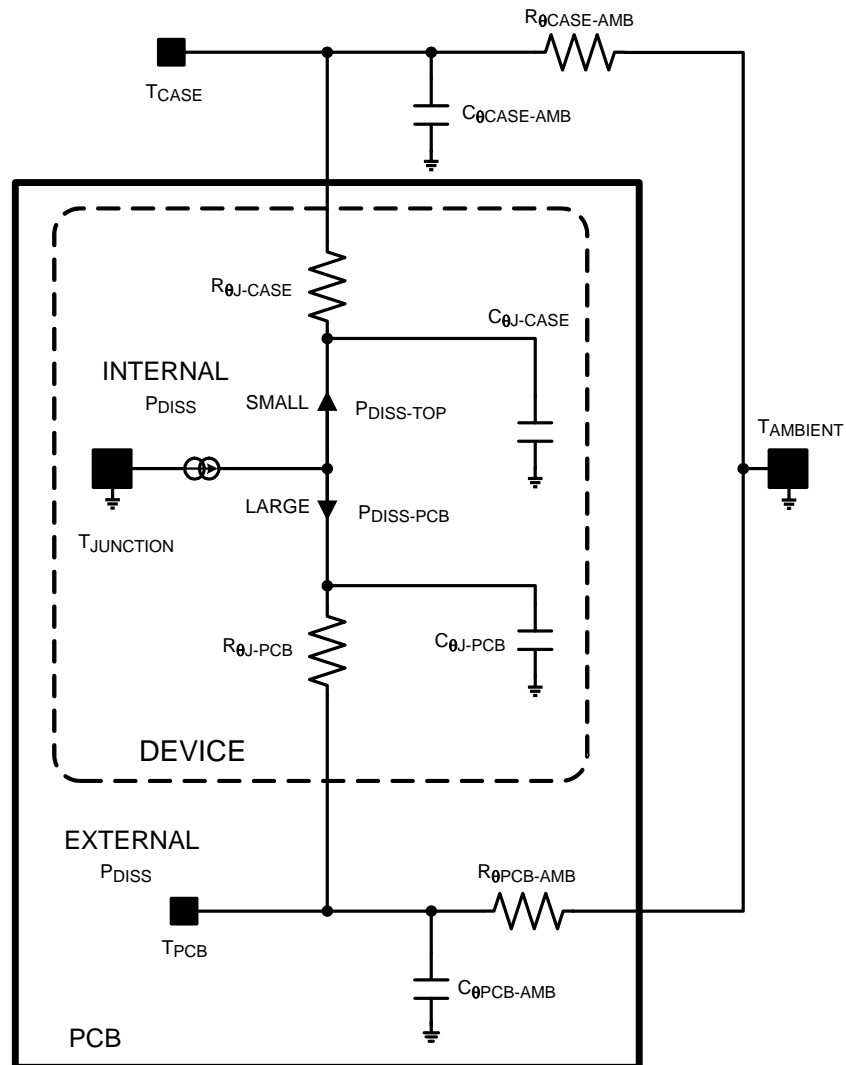 RθCASE-AMB
TCASE
CθCASE-AMB
RθJ-CASE
CθJ-CASE
INTERNAL
PDISS
SMALL
PDISS-TOP
TAMBIENT
LARGE
PDISS-PCB
TJUNCTION
RθJ-PCB
CθJ-PCB
DEVICE
EXTERNAL
PDISS
RθPCB-AMB
TPCB
CθPCB-AMB
PCB